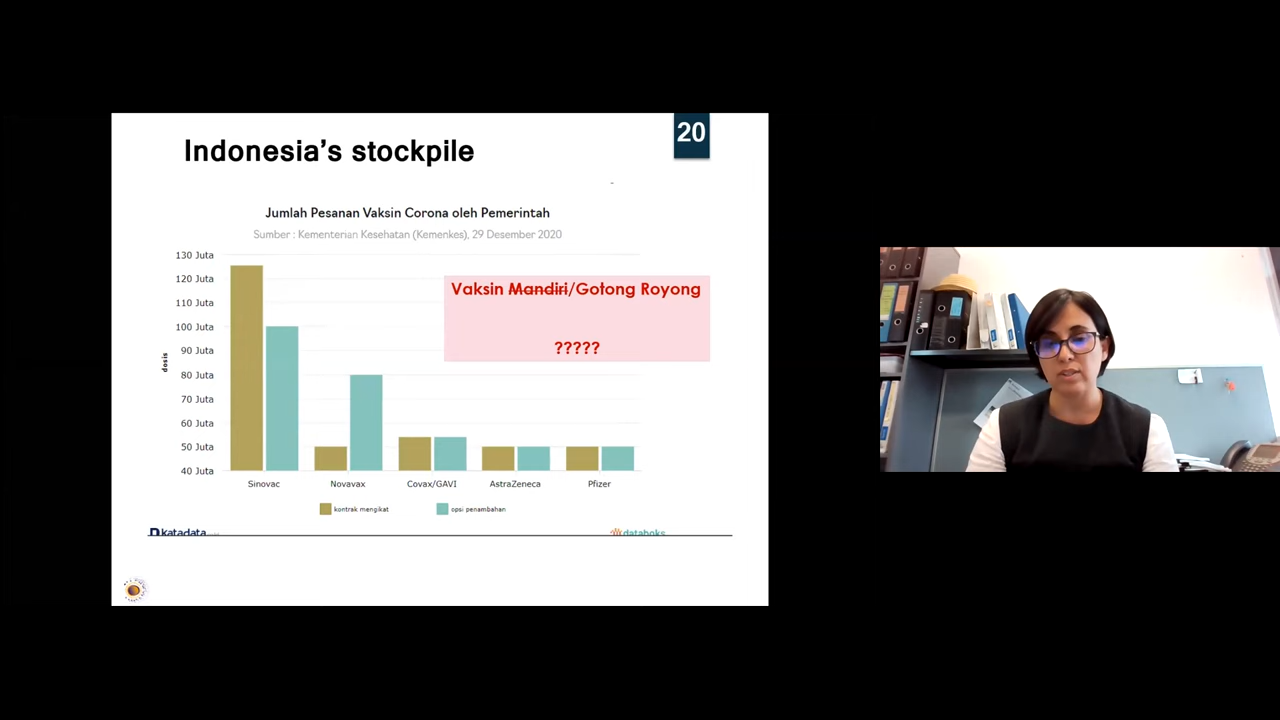 20
Indonesia's stockpile
Jumlah Pesanan Vaksin Corona oleh Pemerintah
Sumber : Kementerian Kesehatan (Kemenkes), 29 Desember 2020
130 Juta
120 Juta
110 Juta
100 Juta
90 Juta
80 Juta
70 Juta
60 Juta
50 Juta
40 Juta
dosis
Vaksin Mandiri/Gotong Royong
?????
Sinovac
Novavax
Covax/GAVI
AstraZeneca
Pfizer
kontrak mengikat
opsi penambahan
katadata
databoks